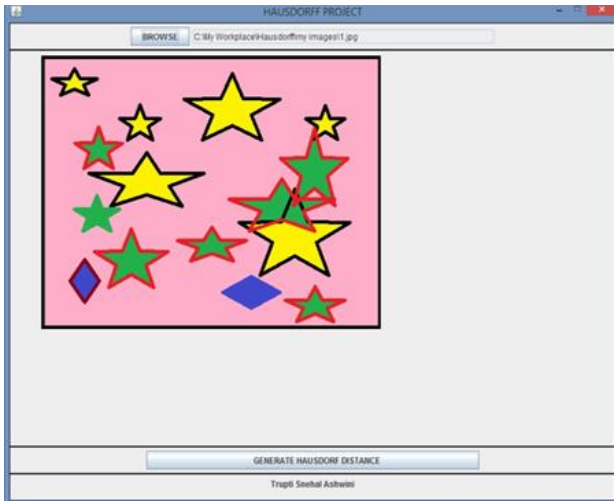 HAUSDORFF PROJECT
BROWSE C:\My Workplace\Hausdorff\my images\1.jpg
GENERATE HAUSDORF DISTANCE
Trupti Snehal Ashwini